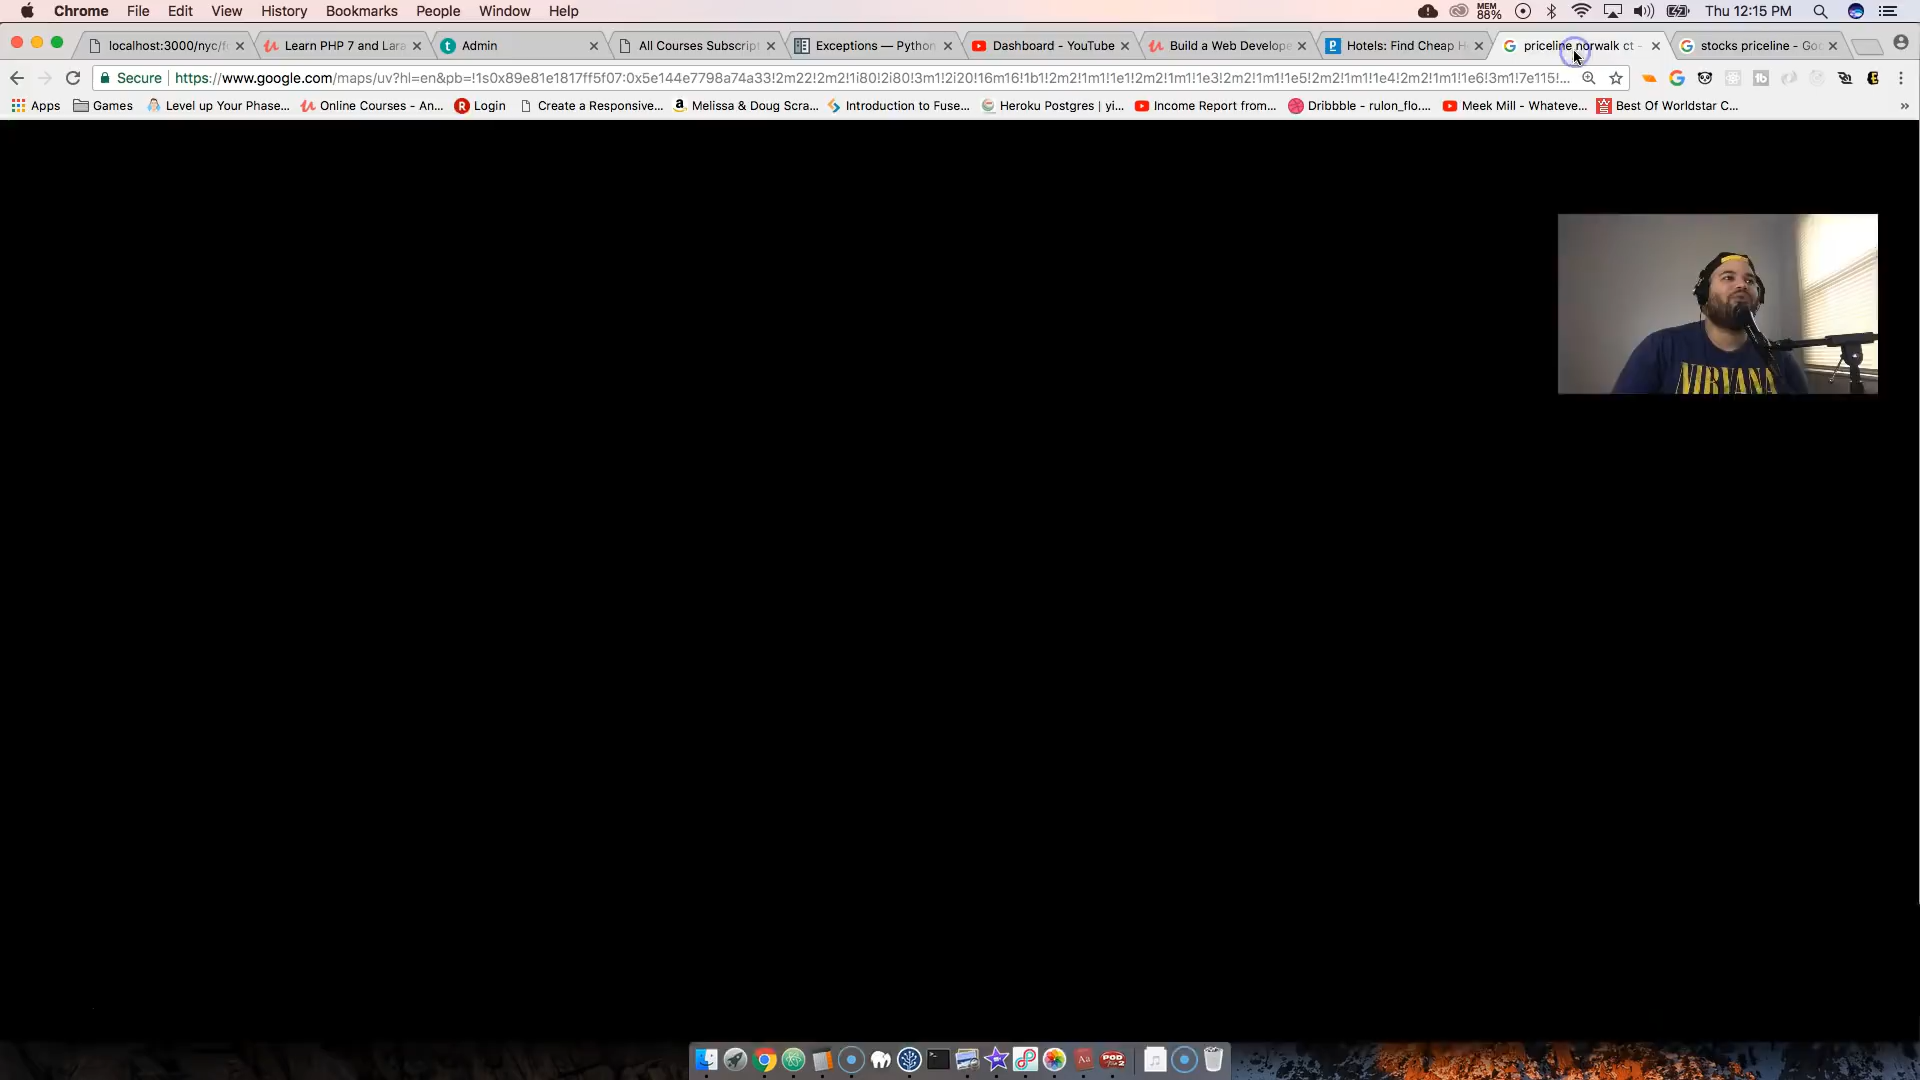 Chrome File Edit View History Bookmarks People Window Help MEM 88% Thu 12:15 PM
localhost:3000/nyc/f Learn PHP 7 and Lara Admin All Courses Subscrip Exceptions — Python Dashboard - YouTube Build a Web Develope Hotels: Find Cheap H priceline norwalk ct - stocks priceline - Goo
Secure https://www.google.com/maps/uv?hl=en&pb=!1s0x89e81e1817ff5f07:0x5e144e7798a74a33!2m22!2m2!1i80!2i80!3m1!2i20!16m16!1b1!2m2!1m1!1e1!2m2!1m1!1e3!2m2!1m1!1e5!2m2!1m1!1e4!2m2!1m1!1e6!3m1!7e115!...
Apps Games Level up Your Phase... Online Courses - An... Login Create a Responsive... Melissa & Doug Scra... Introduction to Fuse... Heroku Postgres | yi... Income Report from... Dribbble - rulon_flo.... Meek Mill - Whateve... Best Of Worldstar C... »
NIRVANA